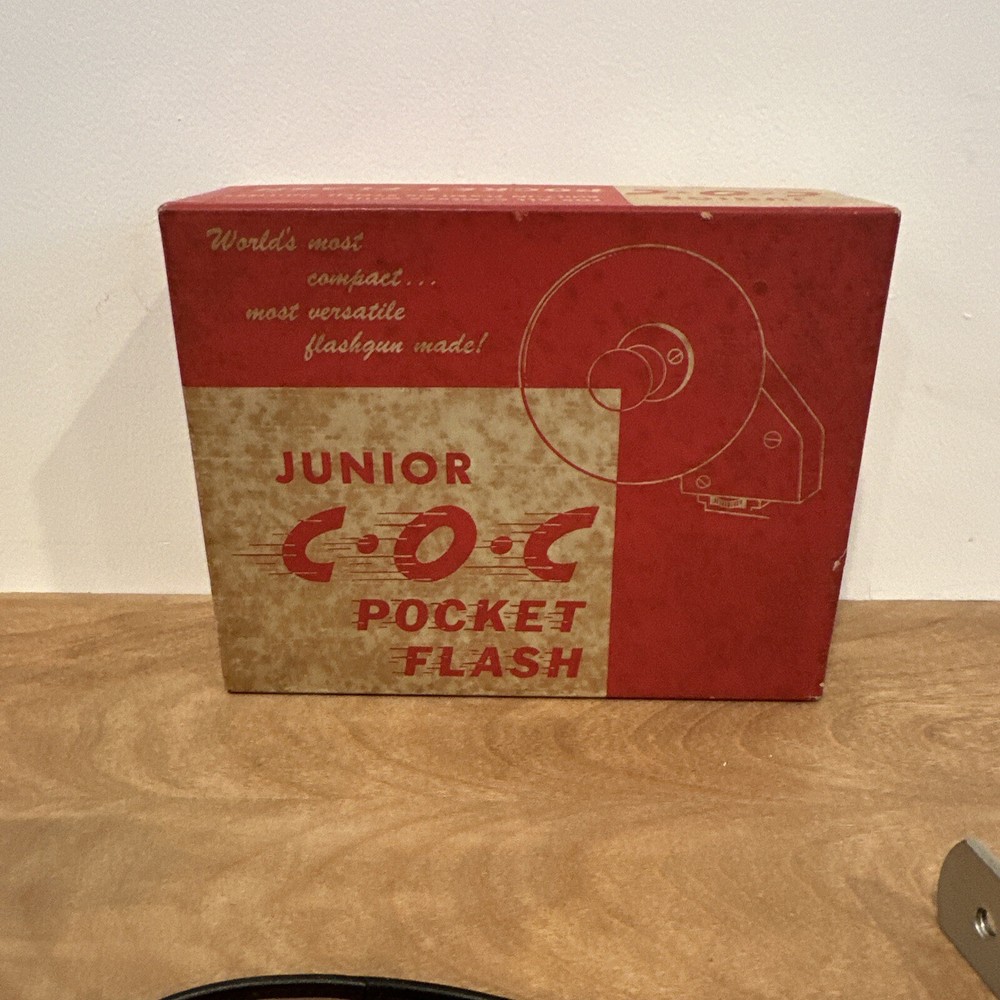 World's most
compact...
most versatile
flashgun made!
JUNIOR
C·O·C
POCKET
FLASH